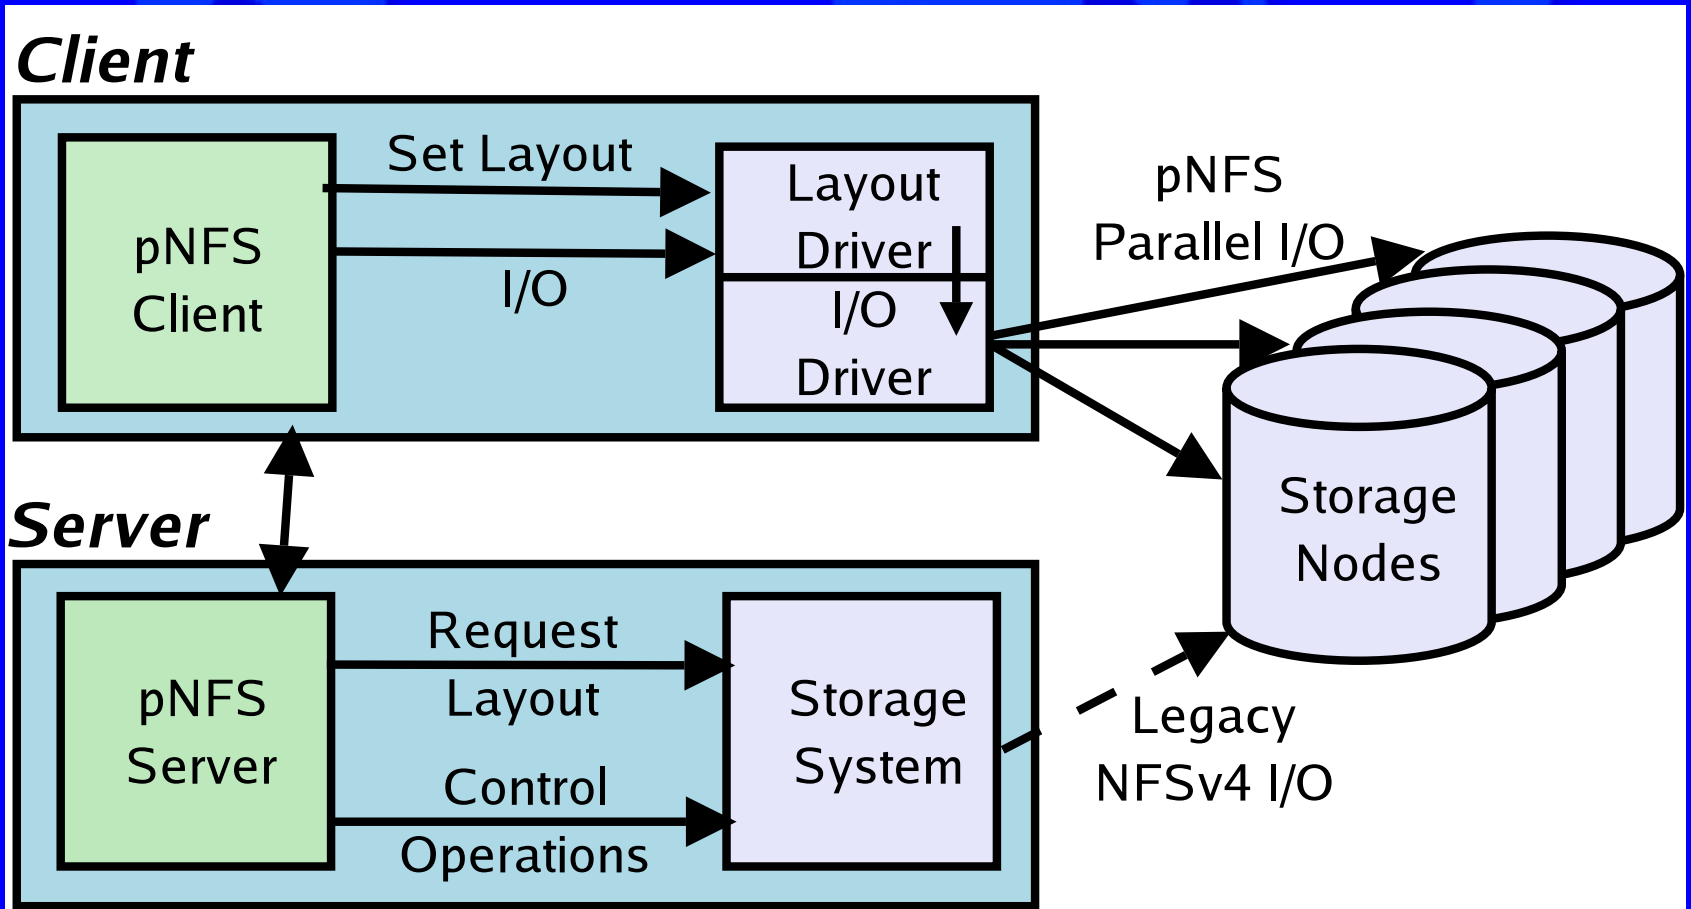 Client
pNFS
Client
Set Layout
I/O
Layout
Driver
I/O
Driver
pNFS
Parallel I/O
Storage
Nodes
Server
pNFS
Server
Request
Layout
Control
Operations
Storage
System
Legacy
NFSv4 I/O